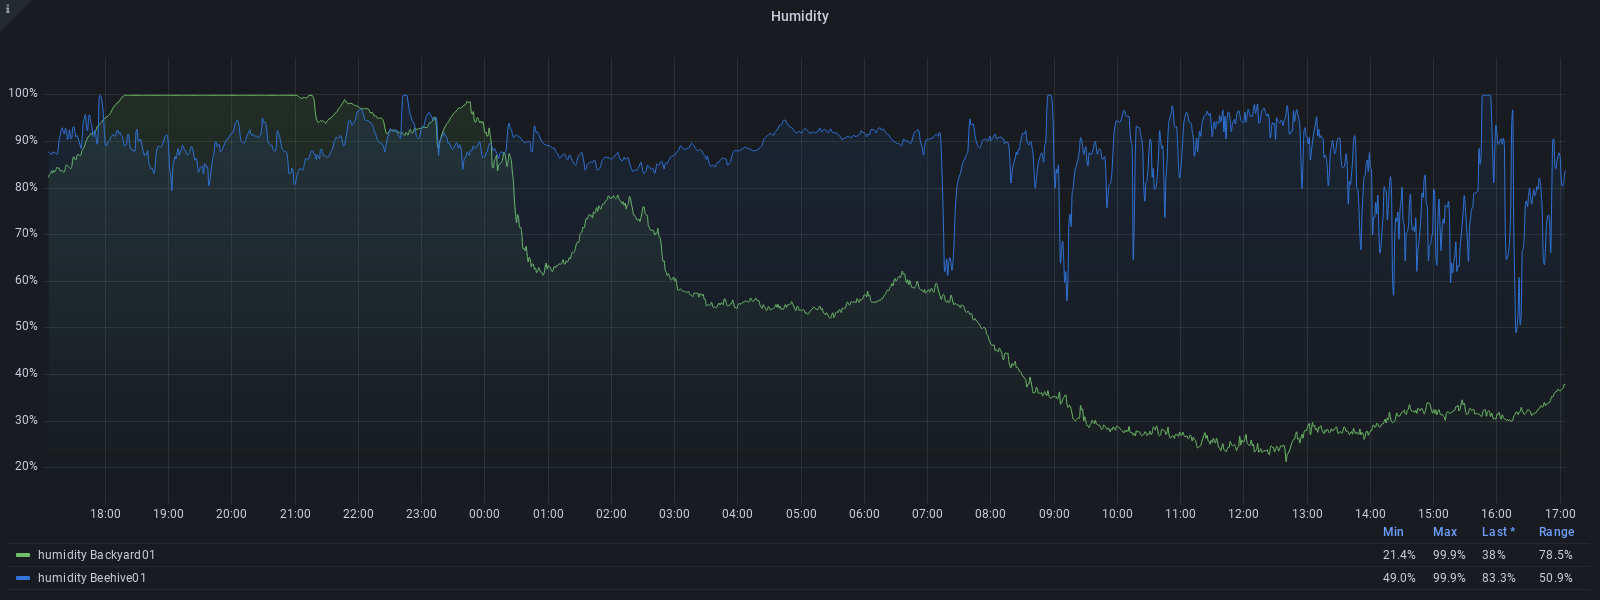 i
Humidity
100%
90%
80%
70%
60%
50%
40%
30%
20%
18:00 19:00 20:00 21:00 22:00 23:00 00:00 01:00 02:00 03:00 04:00 05:00 06:00 07:00 08:00 09:00 10:00 11:00 12:00 13:00 14:00 15:00 16:00 17:00
Min Max Last * Range
humidity Backyard01 21.4% 99.9% 38% 78.5%
humidity Beehive01 49.0% 99.9% 83.3% 50.9%